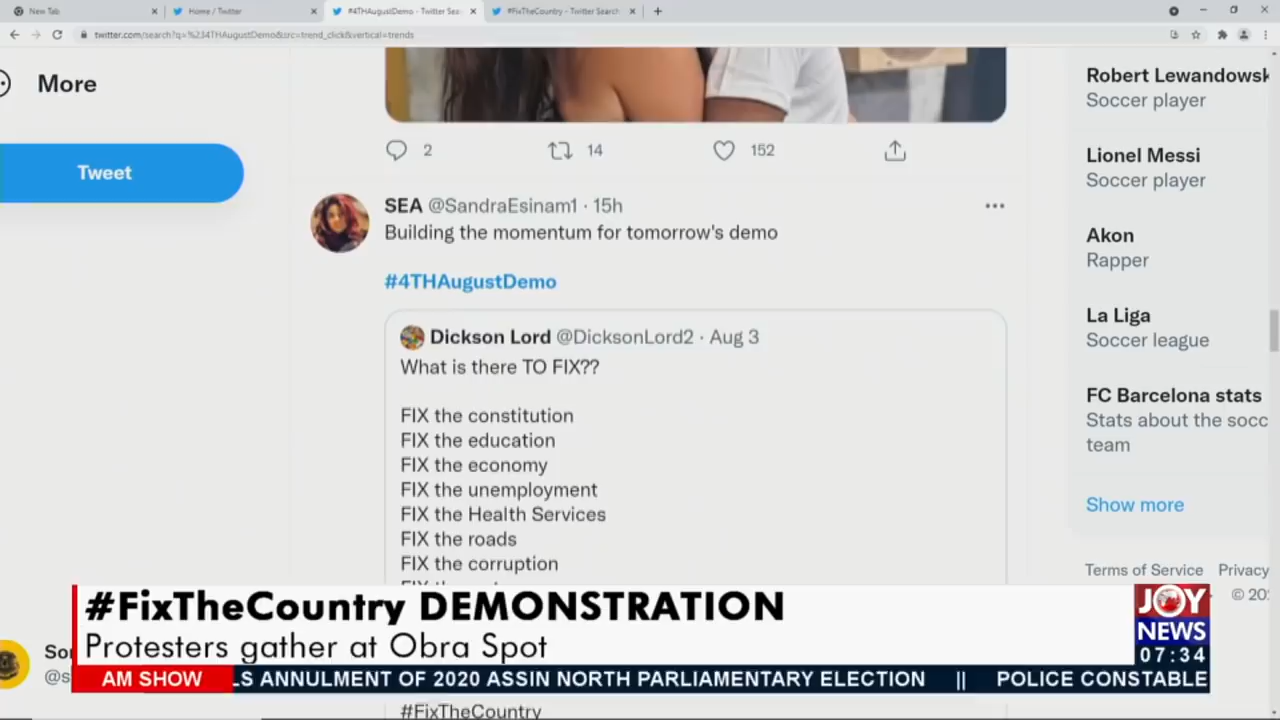 New Tab
Home / Twitter
#4THAugustDemo - Twitter Sea
#FixTheCountry - Twitter Search
twitter.com/search?q=%234THAugustDemo&src=trend_click&vertical=trends
More
Tweet
2
14
152
SEA @SandraEsinam1 · 15h
Building the momentum for tomorrow's demo
#4THAugustDemo
Dickson Lord @DicksonLord2 · Aug 3
What is there TO FIX??
FIX the constitution
FIX the education
FIX the economy
FIX the unemployment
FIX the Health Services
FIX the roads
FIX the corruption
#FixTheCountry
Robert Lewandowsk
Soccer player
Lionel Messi
Soccer player
Akon
Rapper
La Liga
Soccer league
FC Barcelona stats
Stats about the socc
team
Show more
Terms of Service Privacy
© 20
#FixTheCountry DEMONSTRATION
Protesters gather at Obra Spot
JOY
NEWS
07:34
AM SHOW
LS ANNULMENT OF 2020 ASSIN NORTH PARLIAMENTARY ELECTION || POLICE CONSTABLE